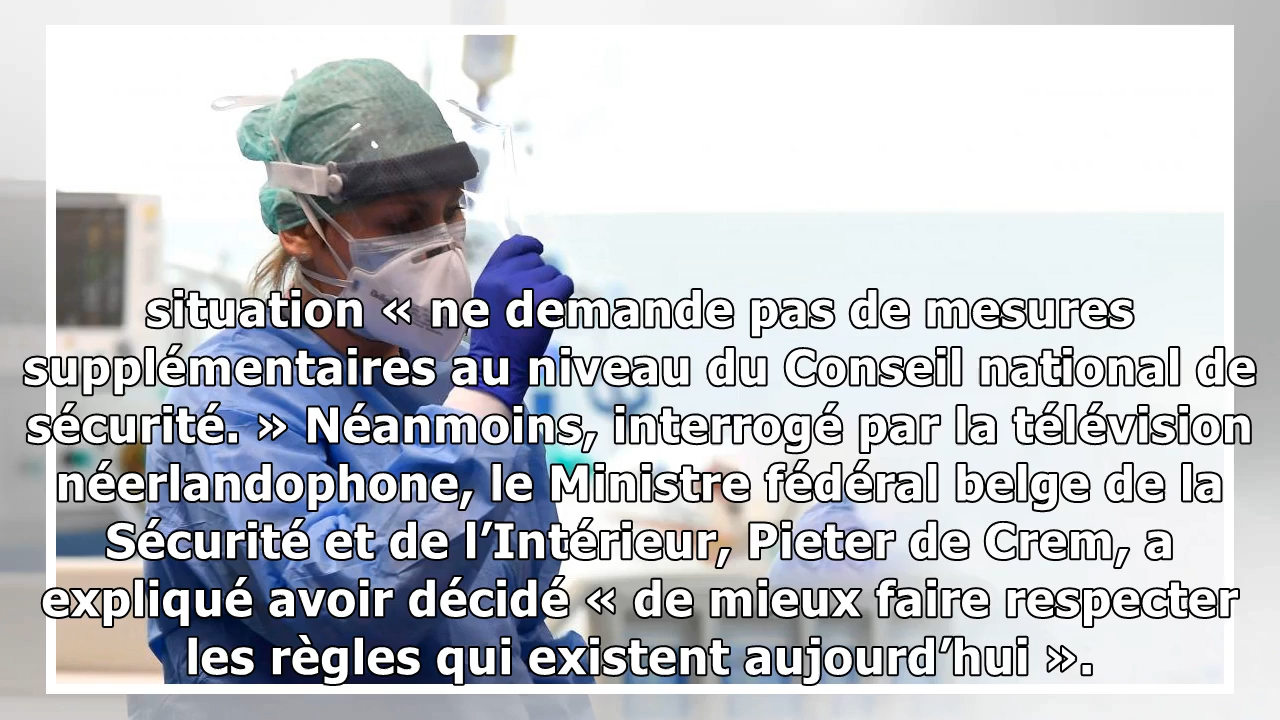 situation « ne demande pas de mesures
supplémentaires au niveau du Conseil national de
sécurité. » Néanmoins, interrogé par la télévision
néerlandophone, le Ministre fédéral belge de la
Sécurité et de l’Intérieur, Pieter de Crem, a
expliqué avoir décidé « de mieux faire respecter
les règles qui existent aujourd’hui ».